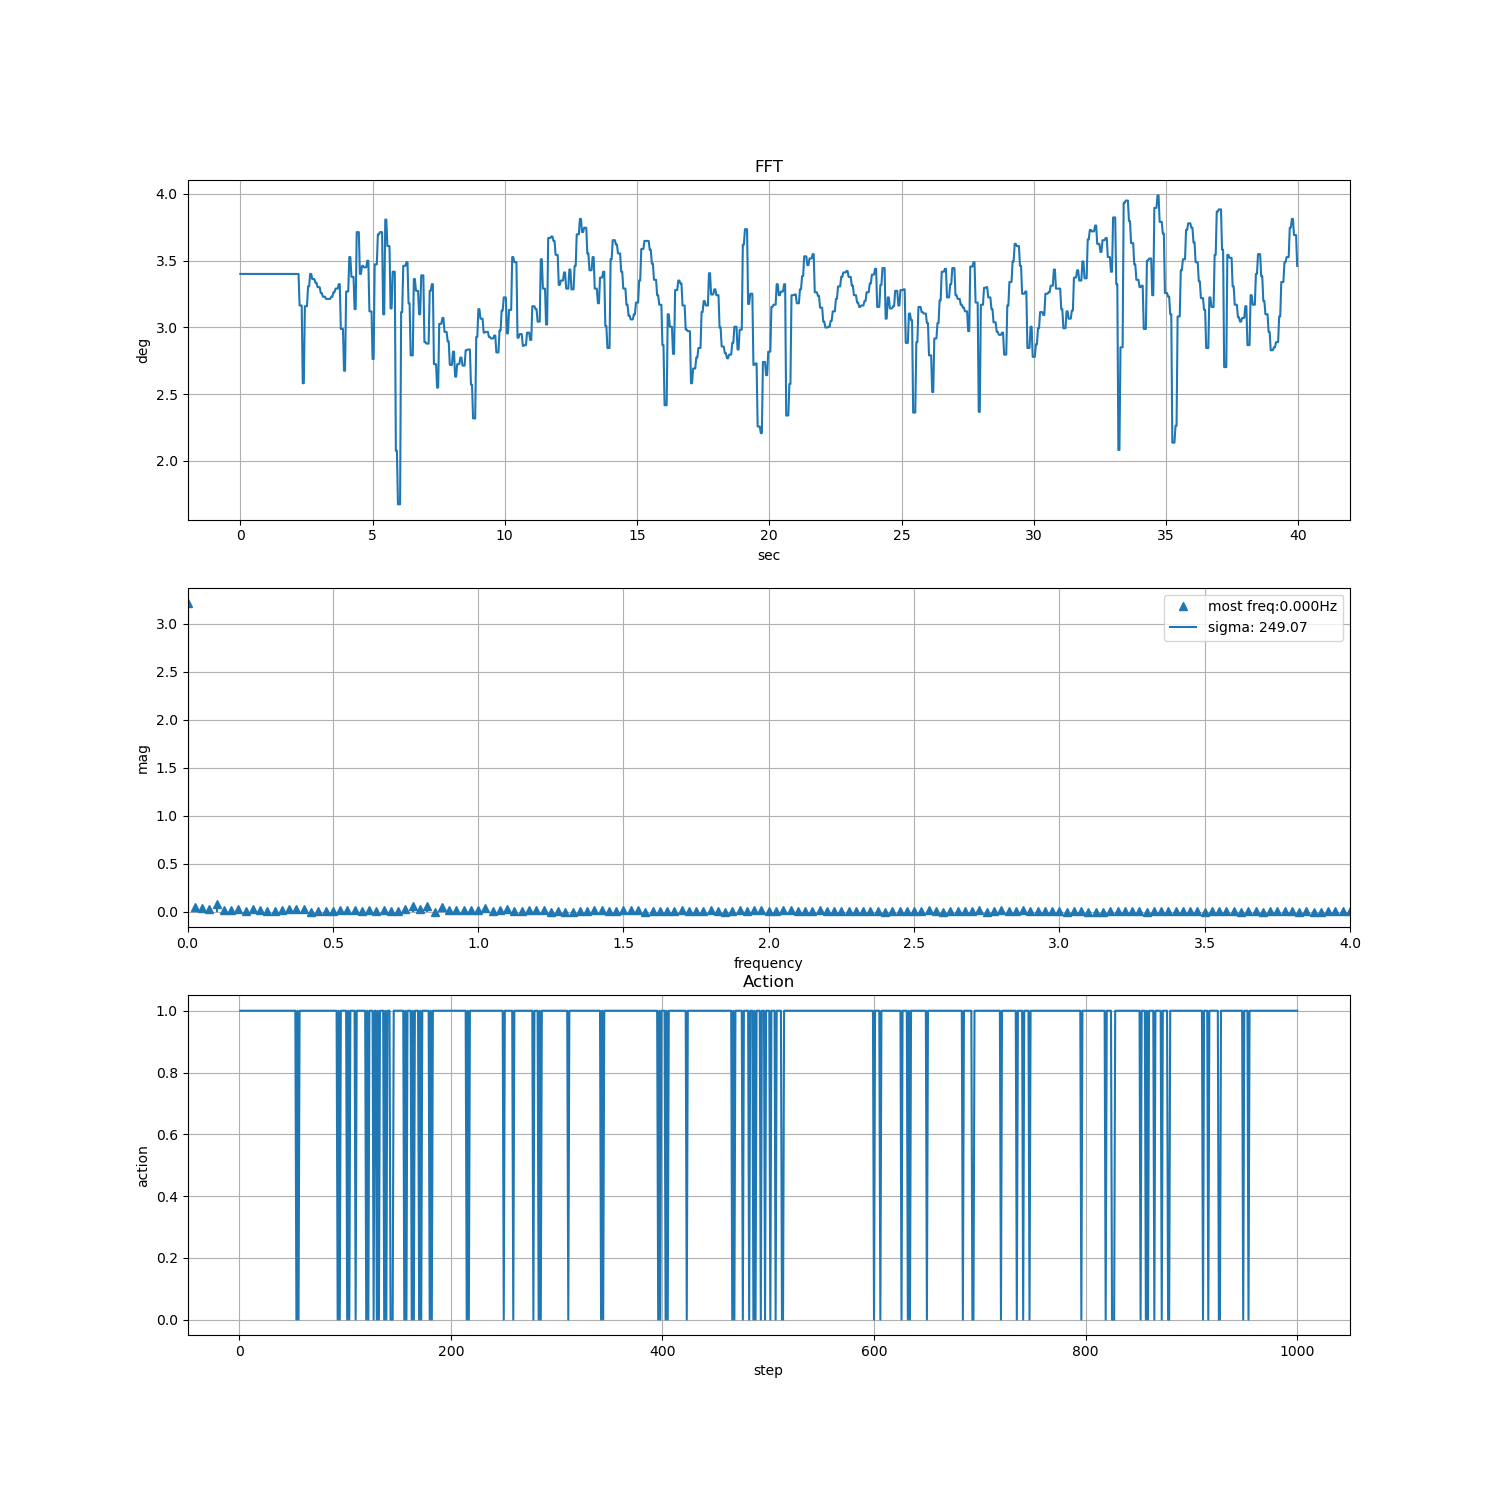 FFT
4.0
3.5
3.0
2.5
2.0
deg
0 5 10 15 20 25 30 35 40
sec
most freq:0.000Hz
sigma: 249.07
3.0
2.5
2.0
1.5
1.0
0.5
0.0
mag
0.0 0.5 1.0 1.5 2.0 2.5 3.0 3.5 4.0
frequency
Action
1.0
0.8
0.6
0.4
0.2
0.0
action
0 200 400 600 800 1000
step